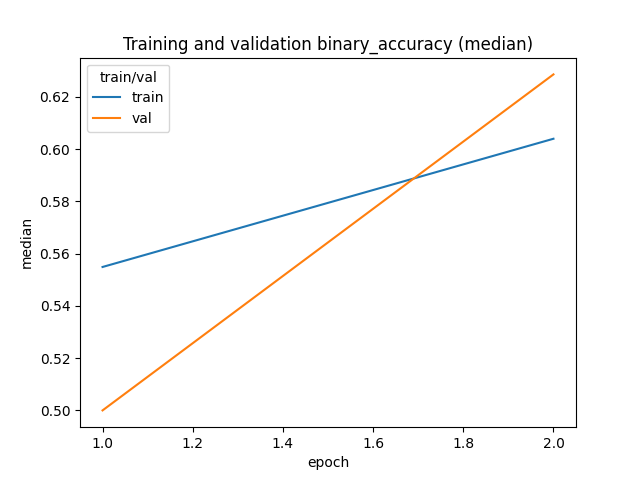 Training and validation binary_accuracy (median)
train/val
train
val
median
0.62
0.60
0.58
0.56
0.54
0.52
0.50
1.0
1.2
1.4
1.6
1.8
2.0
epoch